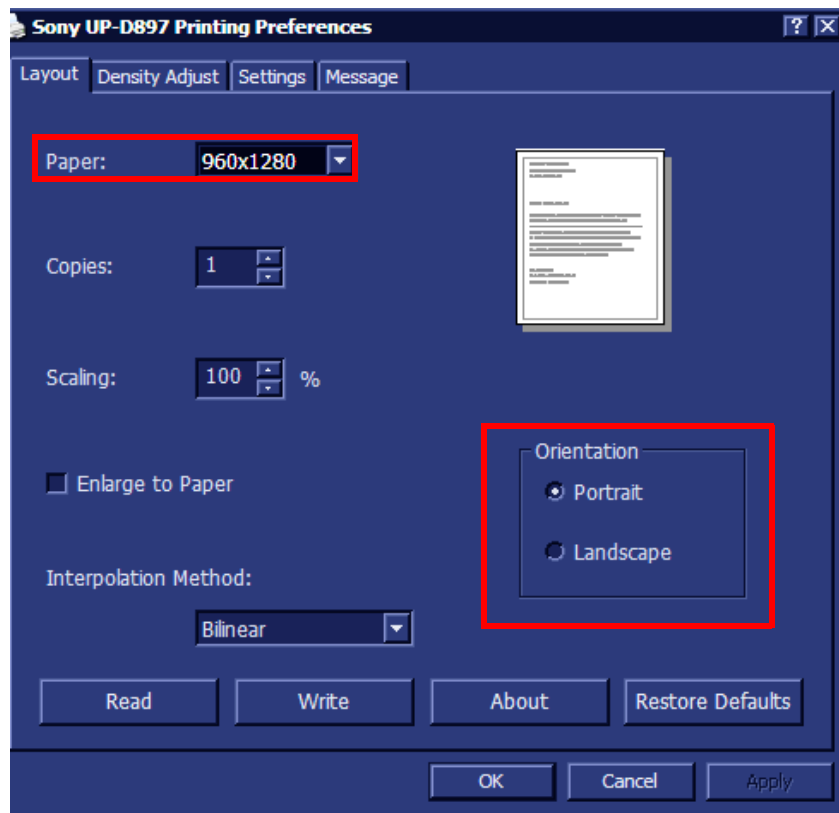 Sony UP-D897 Printing Preferences
Layout Density Adjust Settings Message
Paper: 960x1280
Copies: 1
Scaling: 100 %
Enlarge to Paper
Orientation
Portrait
Landscape
Interpolation Method:
Bilinear
Read Write About Restore Defaults
OK Cancel Apply